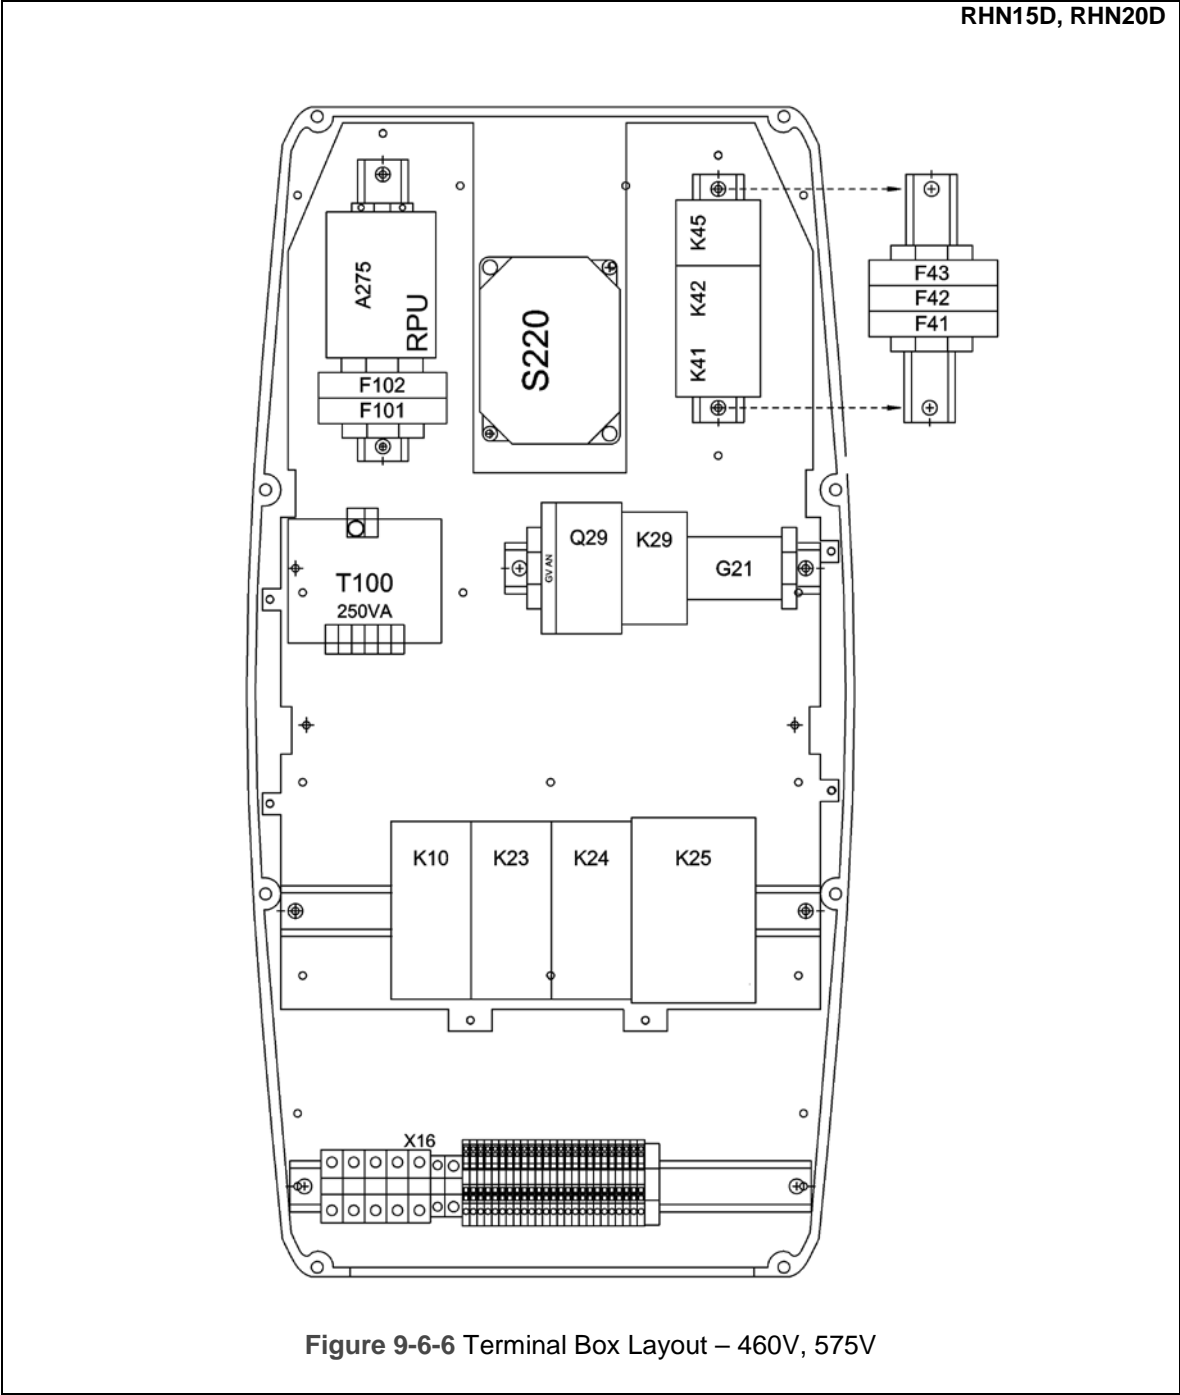 RHN15D, RHN20D
A275
RPU
F102
F101
S220
K45
K42
K41
F43
F42
F41
T100
250VA
GV AN
Q29
K29
G21
K10
K23
K24
K25
X16
Figure 9-6-6 Terminal Box Layout – 460V, 575V